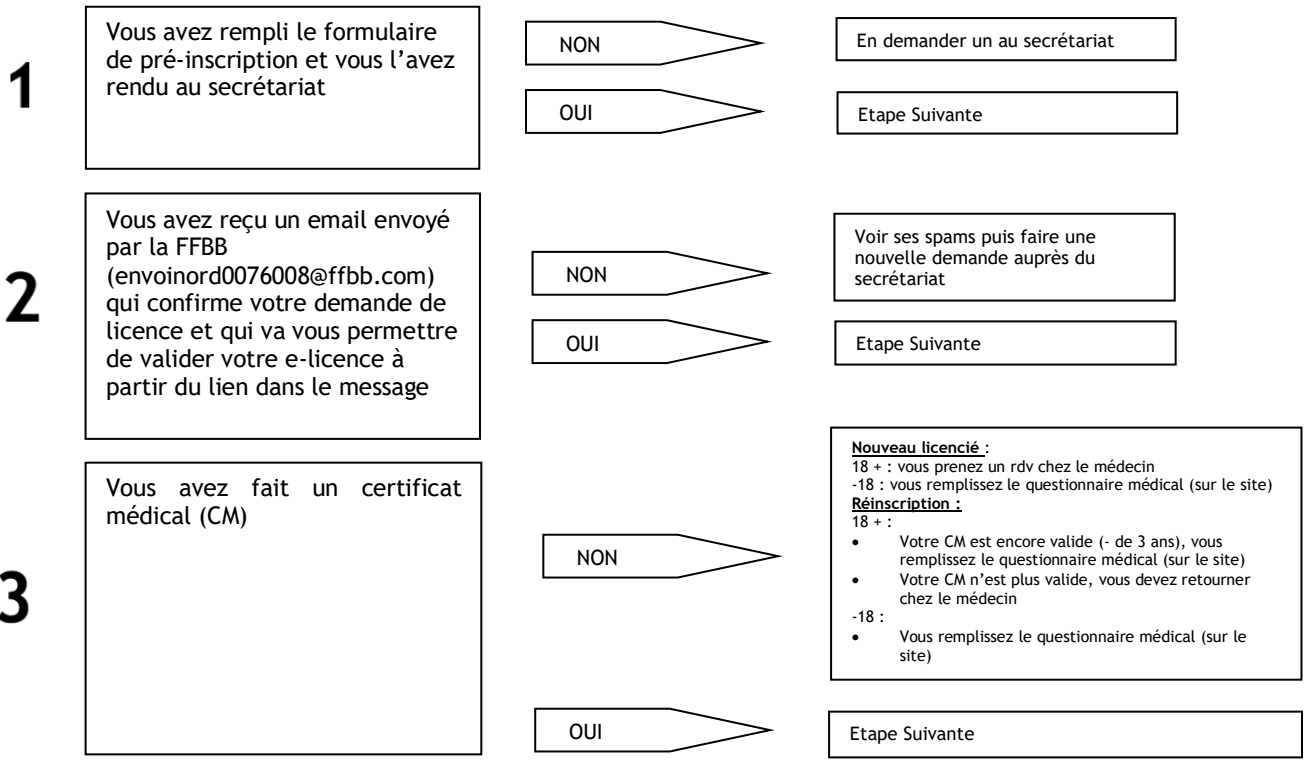 1
Vous avez rempli le formulaire
de pré-inscription et vous l’avez
rendu au secrétariat
NON
En demander un au secrétariat
OUI
Etape Suivante
2
Vous avez reçu un email envoyé
par la FFBB
(envoinord0076008@ffbb.com)
qui confirme votre demande de
licence et qui va vous permettre
de valider votre e-licence à
partir du lien dans le message
NON
Voir ses spams puis faire une
nouvelle demande auprès du
secrétariat
OUI
Etape Suivante
3
Vous avez fait un certificat
médical (CM)
NON
Nouveau licencié :
18 + : vous prenez un rdv chez le médecin
-18 : vous remplissez le questionnaire médical (sur le site)
Réinscription :
18 + :
• Votre CM est encore valide (- de 3 ans), vous
remplissez le questionnaire médical (sur le site)
• Votre CM n’est plus valide, vous devez retourner
chez le médecin
-18 :
• Vous remplissez le questionnaire médical (sur le
site)
OUI
Etape Suivante